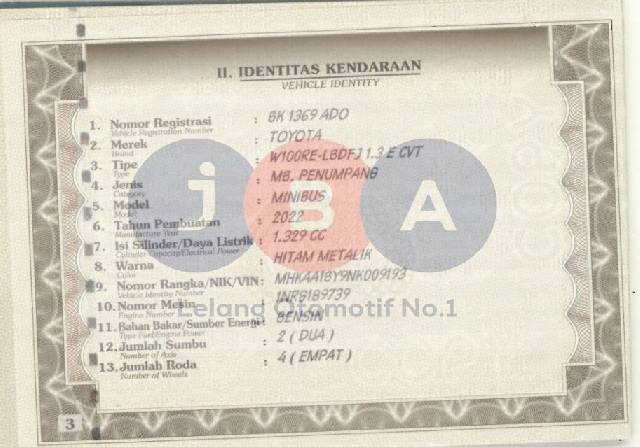 II. IDENTITAS KENDARAAN
VEHICLE IDENTITY
1. Nomor Registrasi : BK 1369 ADO
Vehicle Registration Number
2. Merek : TOYOTA
Brand
3. Tipe : W100RE-LBDFJ 1.3 E CVT
Type
4. Jenis : MB. PENUMPANG
Category
5. Model : MINIBUS
Model
6. Tahun Pembuatan : 2022
Manufacture Year
7. Isi Silinder/Daya Listrik : 1.329 CC
Cylinder Capacity/Electrical Power
8. Warna : HITAM METALIK
Color
9. Nomor Rangka/NIK/VIN : MHKAA1BY9NK009193
Vehicle Identity Number
10. Nomor Mesin : 1NRG189739
Engine Number
11. Bahan Bakar/Sumber Energi : BENSIN
Type Fuel/Engine Power
12. Jumlah Sumbu : 2 ( DUA )
Number of Axle
13. Jumlah Roda : 4 ( EMPAT )
Number of Wheels
3
iBA
Lelang Otomotif No.1